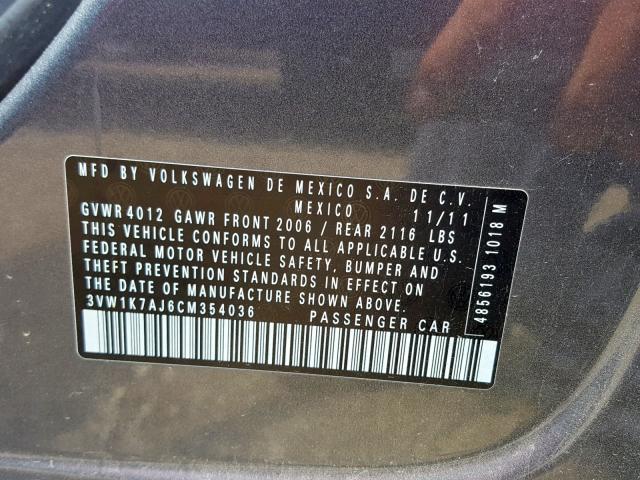 MFD BY VOLKSWAGEN DE MEXICO S.A. DE C.V.
MEXICO 11/11
GVWR 4012 GAWR FRONT 2006 / REAR 2116 LBS
THIS VEHICLE CONFORMS TO ALL APPLICABLE U.S.
FEDERAL MOTOR VEHICLE SAFETY, BUMPER AND
THEFT PREVENTION STANDARDS IN EFFECT ON
THE DATE OF MANUFACTURE SHOWN ABOVE.
3VW1K7AJ6CM354036 PASSENGER CAR
4856193 1018 M